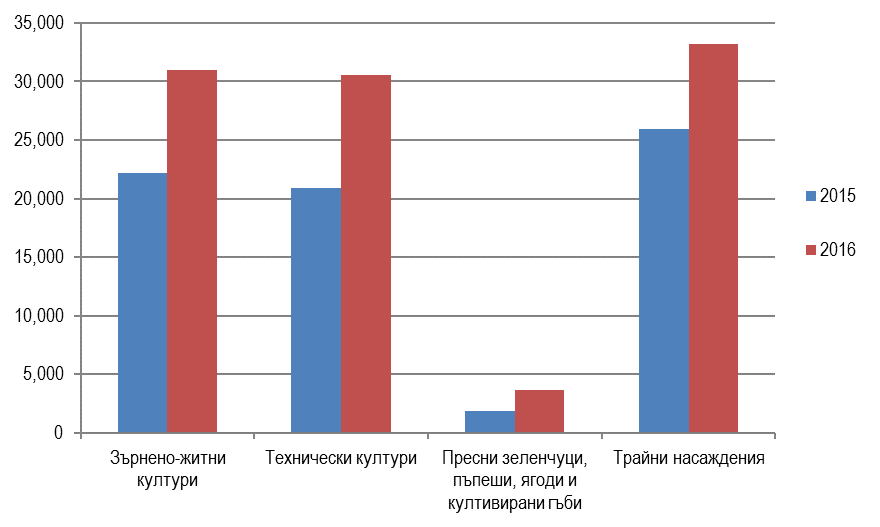 35,000
30,000
25,000
20,000
15,000
10,000
5,000
0
2015
2016
Зърнено-житни
култури
Технически култури
Пресни зеленчуци,
пъпеши, ягоди и
култивирани гъби
Трайни насаждения